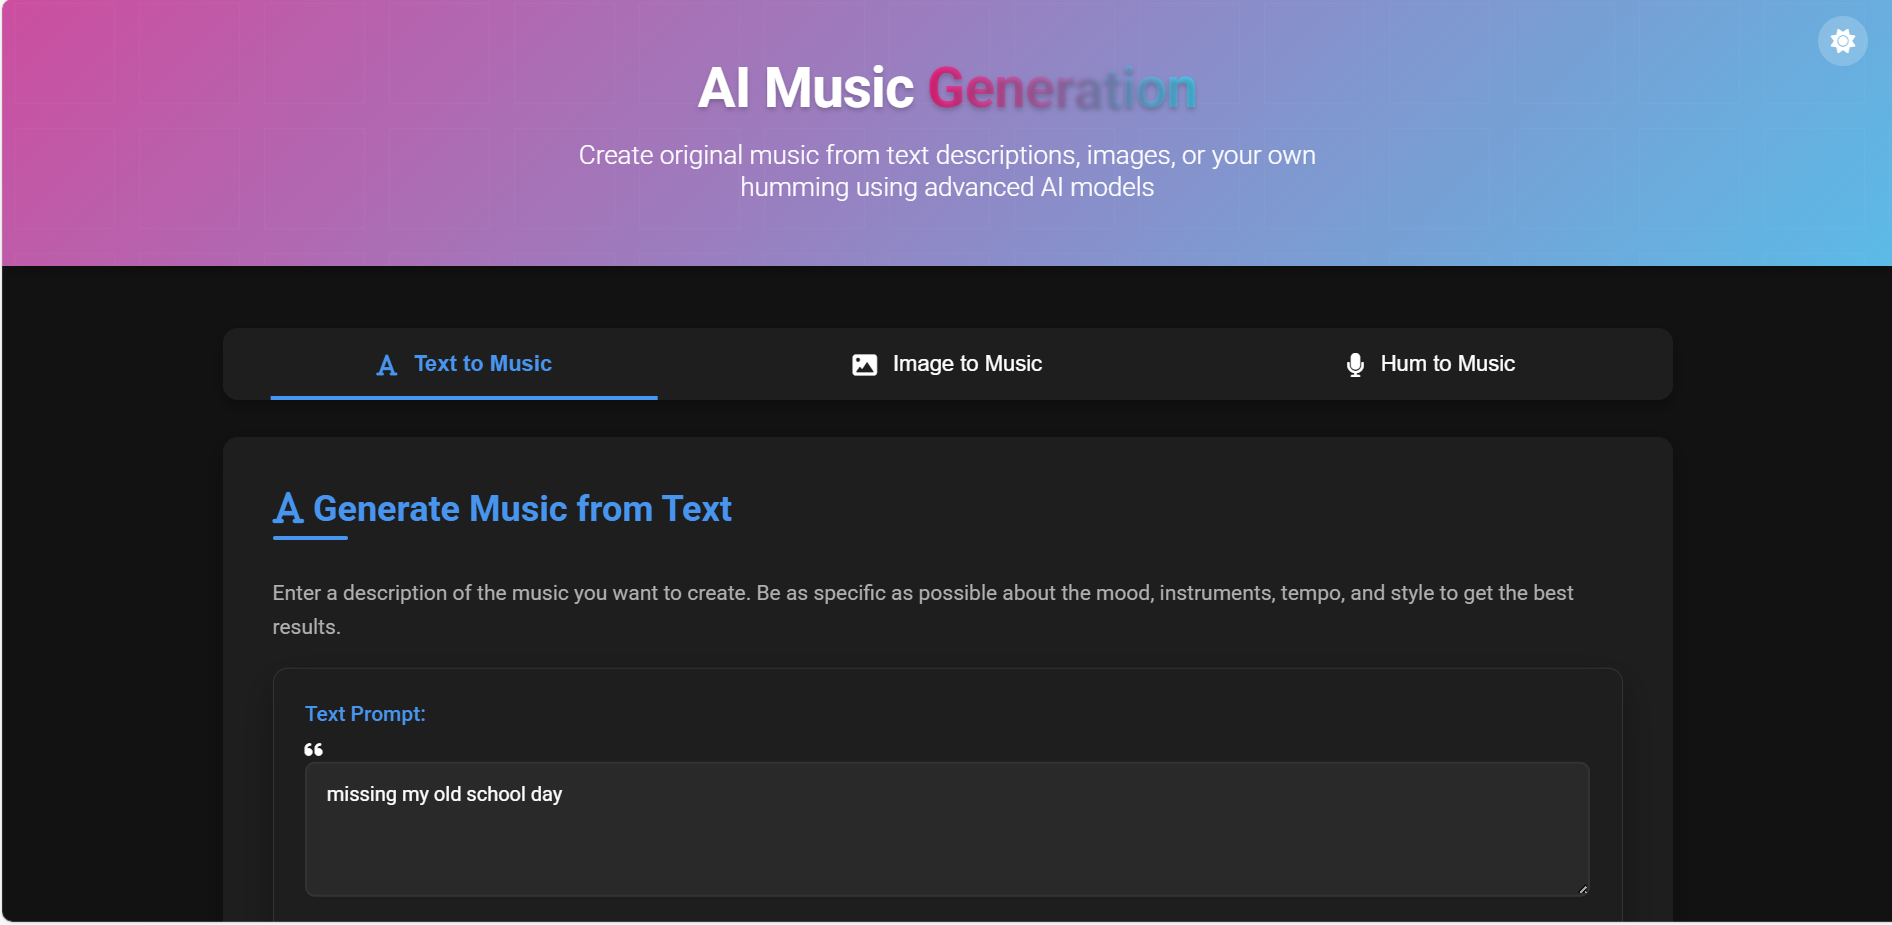 AI Music Generation
Create original music from text descriptions, images, or your own
humming using advanced AI models
Text to Music
Image to Music
Hum to Music
Generate Music from Text
Enter a description of the music you want to create. Be as specific as possible about the mood, instruments, tempo, and style to get the best
results.
Text Prompt:
missing my old school day